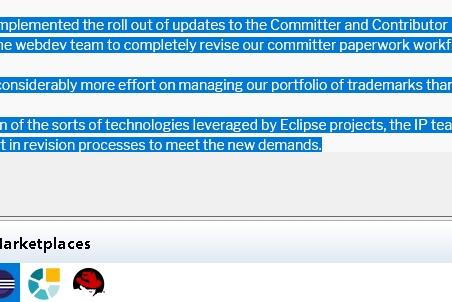 mplemented the roll out of updates to the Committer and Contributor
he webdev team to completely revise our committer paperwork workf
considerably more effort on managing our portfolio of trademarks than
n of the sorts of technologies leveraged by Eclipse projects, the IP tea
t in revision processes to meet the new demands.
Marketplaces